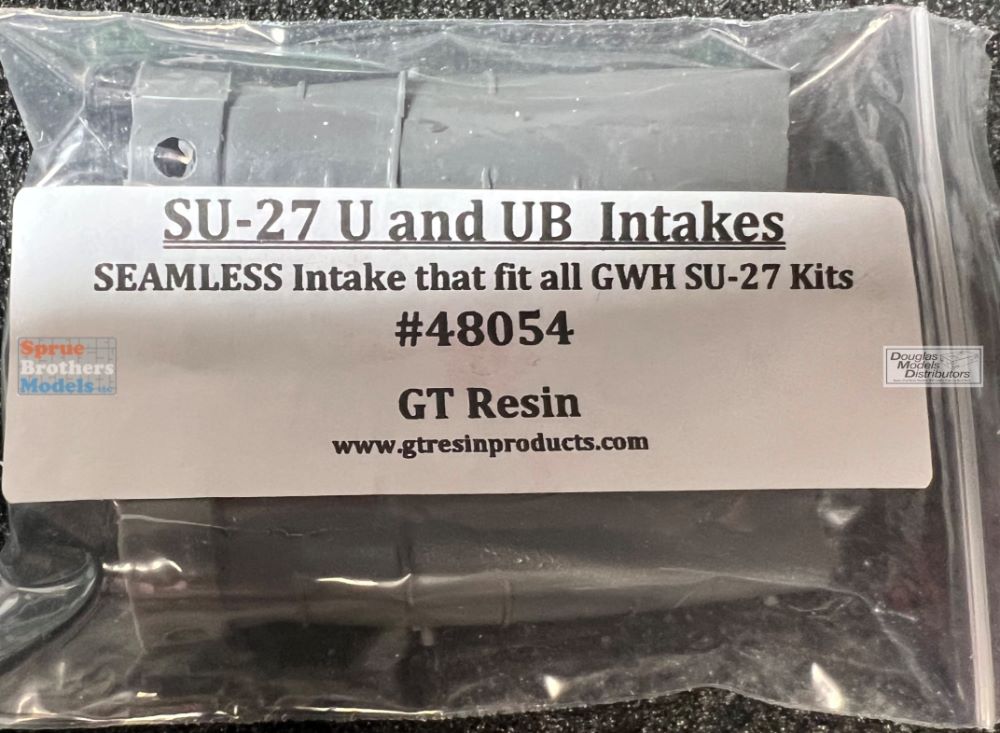 SU-27 U and UB Intakes
SEAMLESS Intake that fit all GWH SU-27 Kits
#48054
GT Resin
www.gtresinproducts.com
Sprue
Brothers
Models LLC
Douglas
Models
Distributors